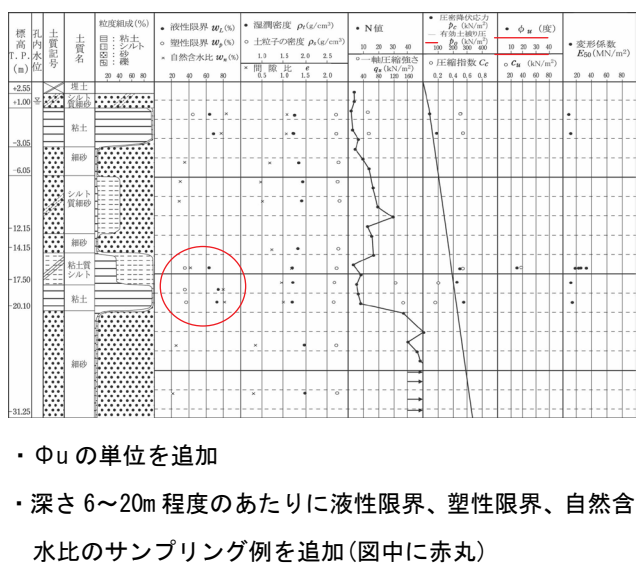 標高 T.P. (m)
孔内水位
土質記号
土質名
粒度組成(%)
粘土
シルト
砂
礫
20 40 60 80
• 液性限界 wL(%)
○ 塑性限界 wp(%)
× 自然含水比 wn(%)
20 40 60 80
• 湿潤密度 ρt(g/cm³)
○ 土粒子の密度 ρs(g/cm³)
1.0 1.5 2.0 2.5
× 間隙比 e
0.5 1.0 1.5 2.0
• N値
10 20 30 40
○一軸圧縮強さ
qu(kN/m²)
40 80 120 160
• 圧密降伏応力
pc (kN/m²)
有効土被り圧
(kN/m²)
200 400 600 800
○ 圧縮指数 Cc
0.2 0.4 0.6 0.8
• ϕu (度)
10 20 30 40
○ cu (kN/m²)
20 40 60 80
• 変形係数
E50(MN/m²)
20 40 60 80
+2.55
埋土
シルト
質細砂
+1.00
粘土
-3.05
細砂
-6.05
シルト
質細砂
-12.15
細砂
-14.15
粘土質
シルト
-17.50
粘土
-20.10
細砂
-31.25
・Φuの単位を追加
・深さ6～20m程度のあたりに液性限界、塑性限界、自然含
水比のサンプリング例を追加(図中に赤丸)